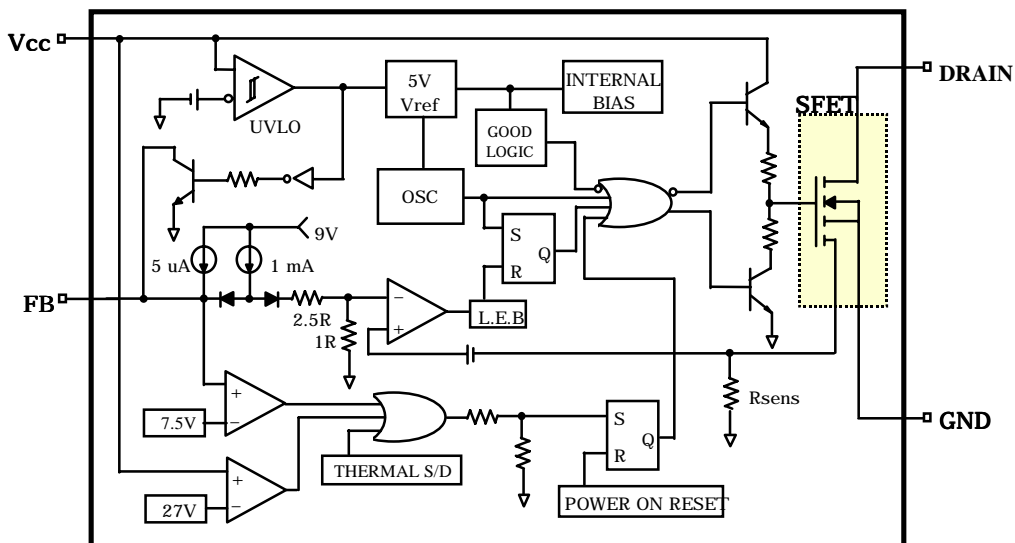 Vcc
DRAIN
SFET
5V
Vref
INTERNAL
BIAS
UVLO
GOOD
LOGIC
OSC
9V
S
Q
R
5 uA
1 mA
FB
2.5R
1R
−
+
L.E.B
Rsens
+
−
7.5V
S
Q
R
GND
THERMAL S/D
+
−
27V
POWER ON RESET